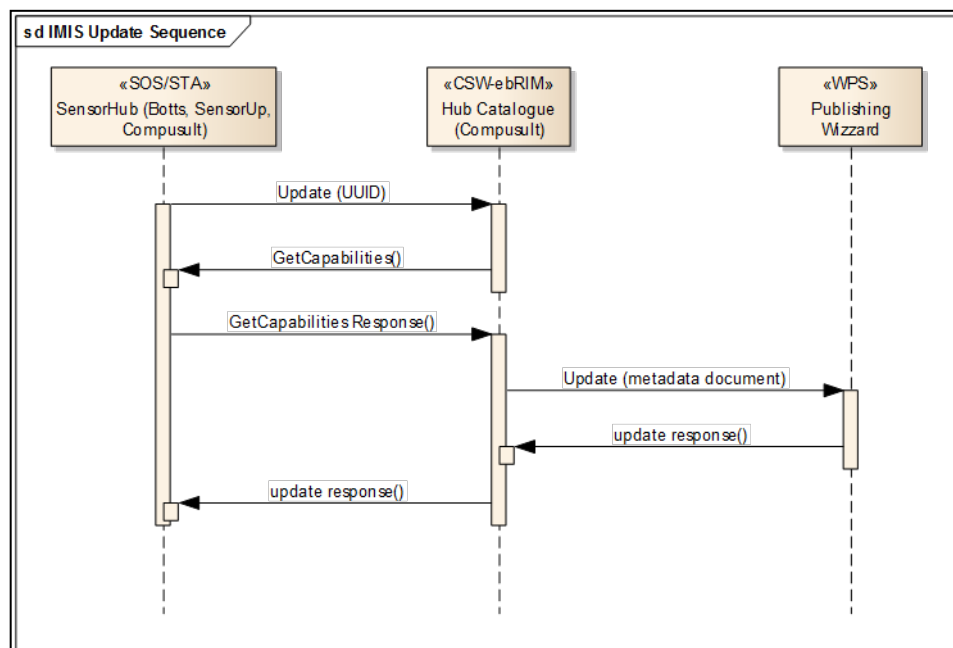 sd IMIS Update Sequence
«SOS/STA»
SensorHub (Botts, SensorUp,
Compusult)
«CSW-ebRIM»
Hub Catalogue
(Compusult)
«WPS»
Publishing
Wizzard
Update (UUID)
GetCapabilities()
GetCapabilities Response()
Update (metadata document)
update response()
update response()